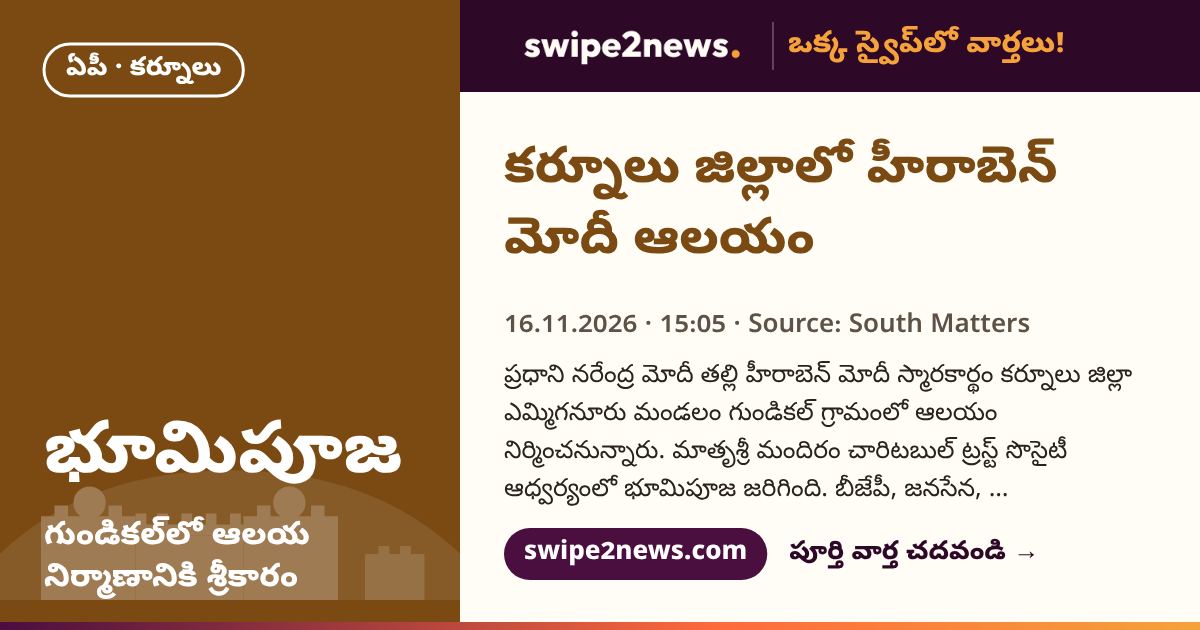 ఏపీ · కర్నూలు
భూమిపూజ
గుండికల్‌లో ఆలయ
నిర్మాణానికి శ్రీకారం
swipe2news.
ఒక్క స్వైప్‌లో వార్తలు!
కర్నూలు జిల్లాలో హీరాబెన్
మోదీ ఆలయం
16.11.2026 · 15:05 · Source: South Matters
ప్రధాని నరేంద్ర మోదీ తల్లి హీరాబెన్ మోదీ స్మారకార్థం కర్నూలు జిల్లా
ఎమ్మిగనూరు మండలం గుండికల్ గ్రామంలో ఆలయం
నిర్మించనున్నారు. మాతృశ్రీ మందిరం చారిటబుల్ ట్రస్ట్ సొసైటీ
ఆధ్వర్యంలో భూమిపూజ జరిగింది. బీజేపీ, జనసేన, ...
swipe2news.com
పూర్తి వార్త చదవండి →